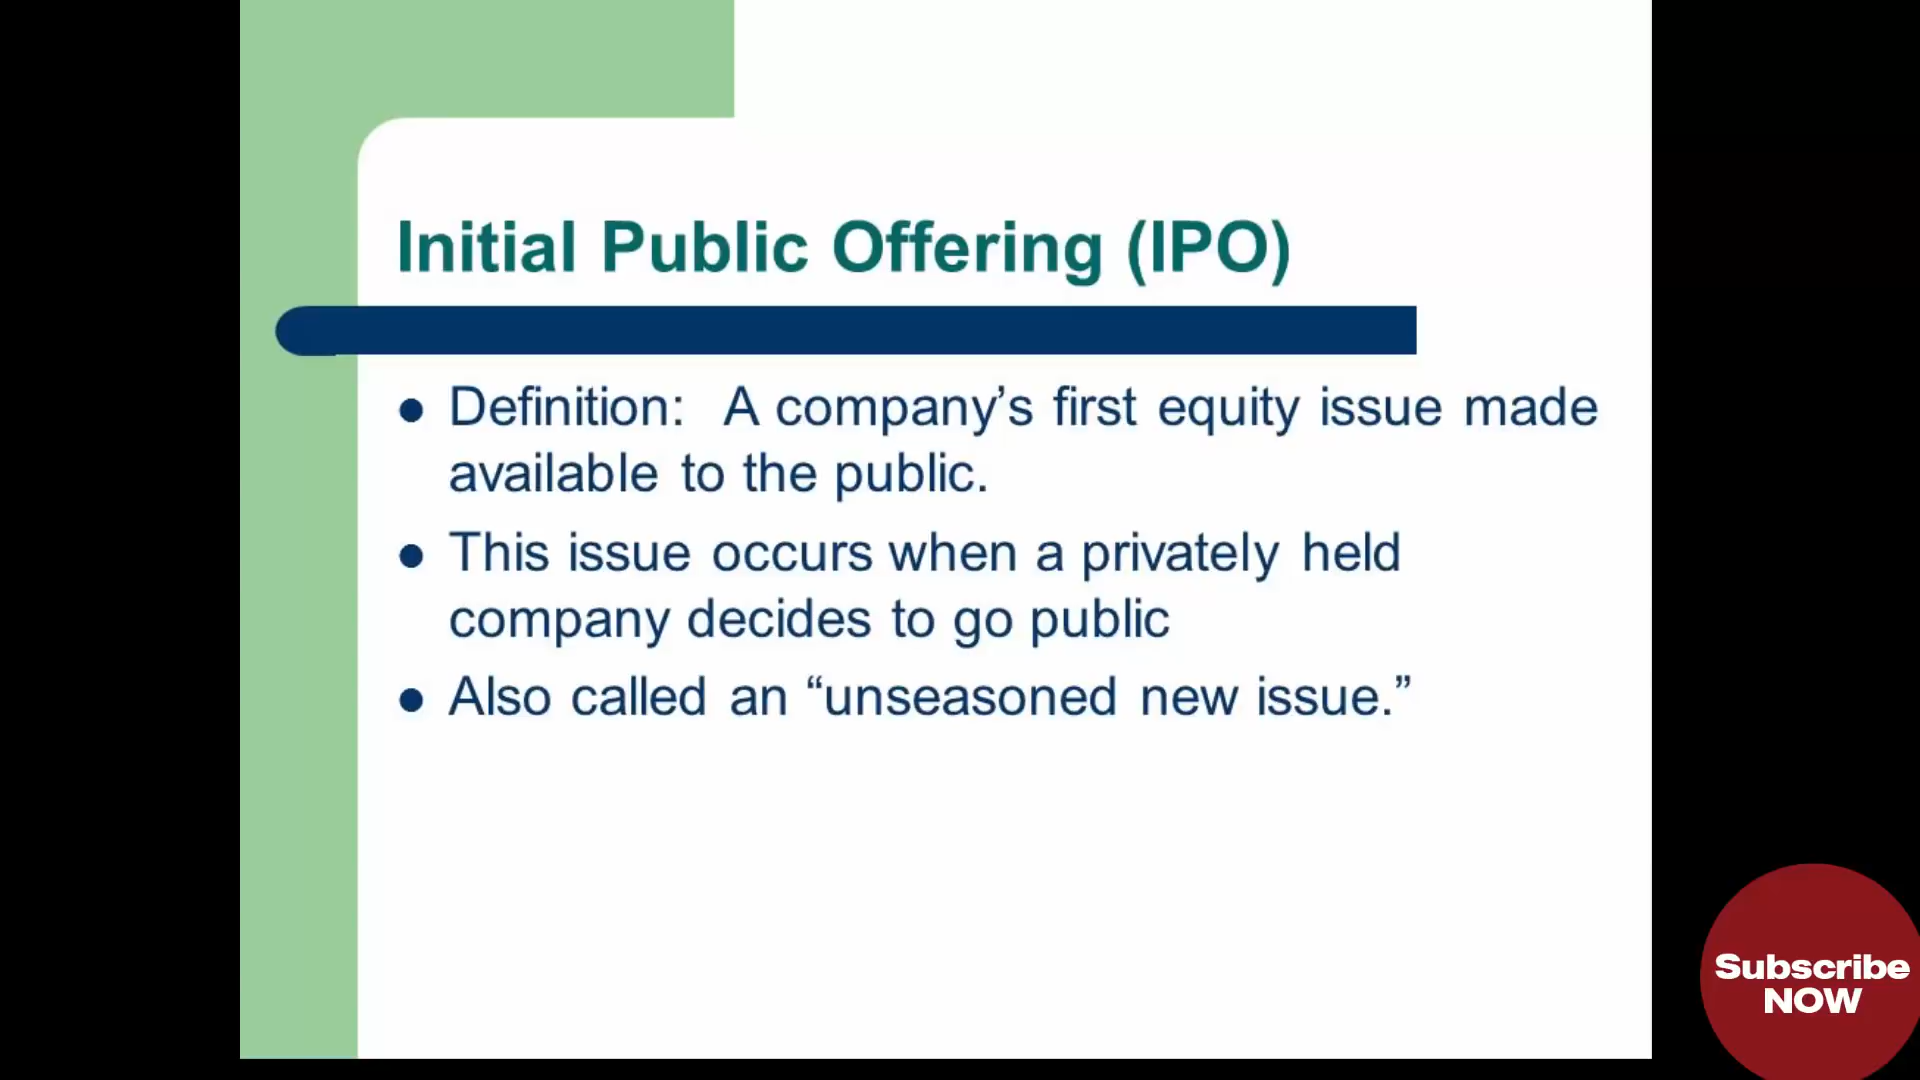 Initial Public Offering (IPO)
● Definition: A company’s first equity issue made
available to the public.
● This issue occurs when a privately held
company decides to go public
● Also called an “unseasoned new issue.”
Subscribe
NOW